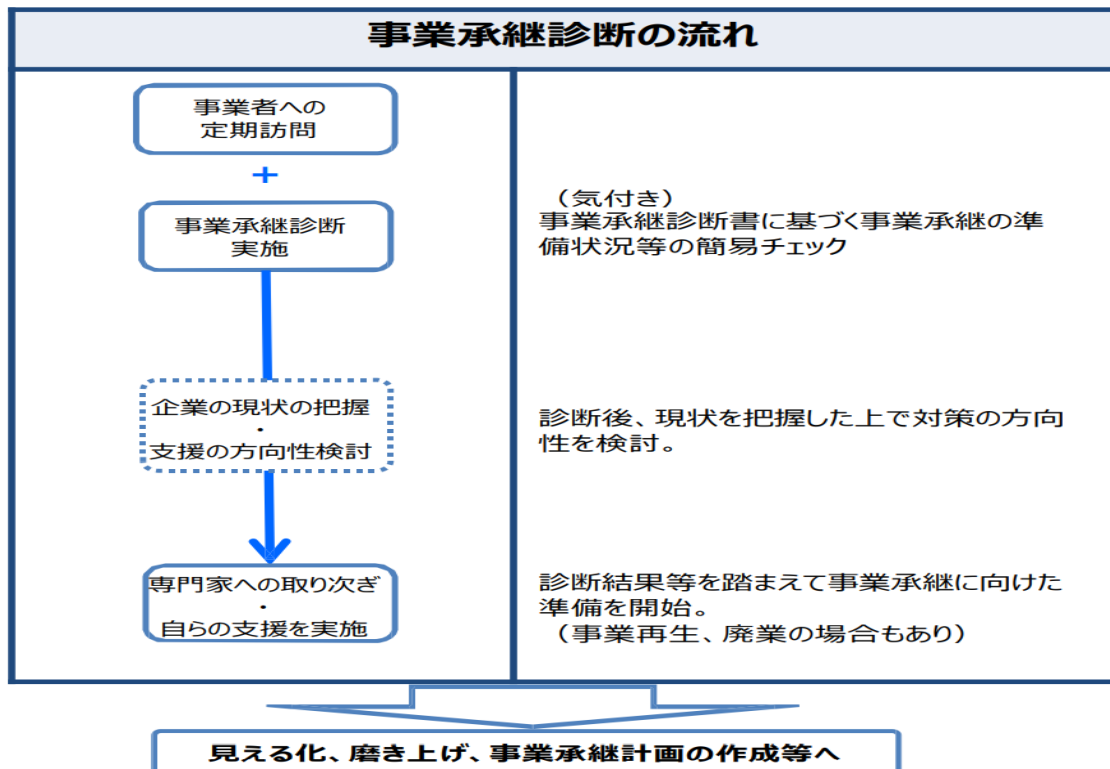 事業承継診断の流れ
事業者への
定期訪問
+
事業承継診断
実施
（気付き）
事業承継診断書に基づく事業承継の準
備状況等の簡易チェック
企業の現状の把握
・
支援の方向性検討
診断後、現状を把握した上で対策の方向
性を検討。
専門家への取り次ぎ
・
自らの支援を実施
診断結果等を踏まえて事業承継に向けた
準備を開始。
（事業再生、廃業の場合もあり）
見える化、磨き上げ、事業承継計画の作成等へ